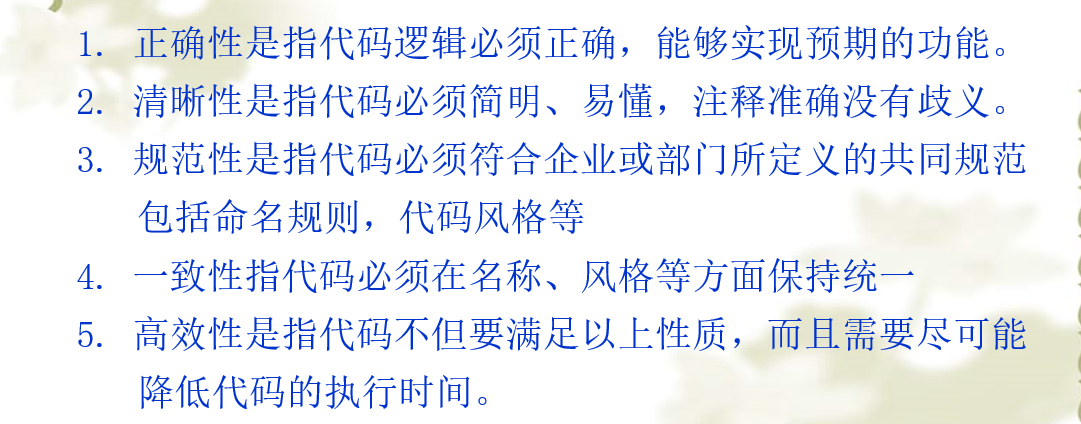 1. 正确性是指代码逻辑必须正确，能够实现预期的功能。
2. 清晰性是指代码必须简明、易懂，注释准确没有歧义。
3. 规范性是指代码必须符合企业或部门所定义的共同规范
包括命名规则，代码风格等
4. 一致性指代码必须在名称、风格等方面保持统一
5. 高效性是指代码不但要满足以上性质，而且需要尽可能
降低代码的执行时间。